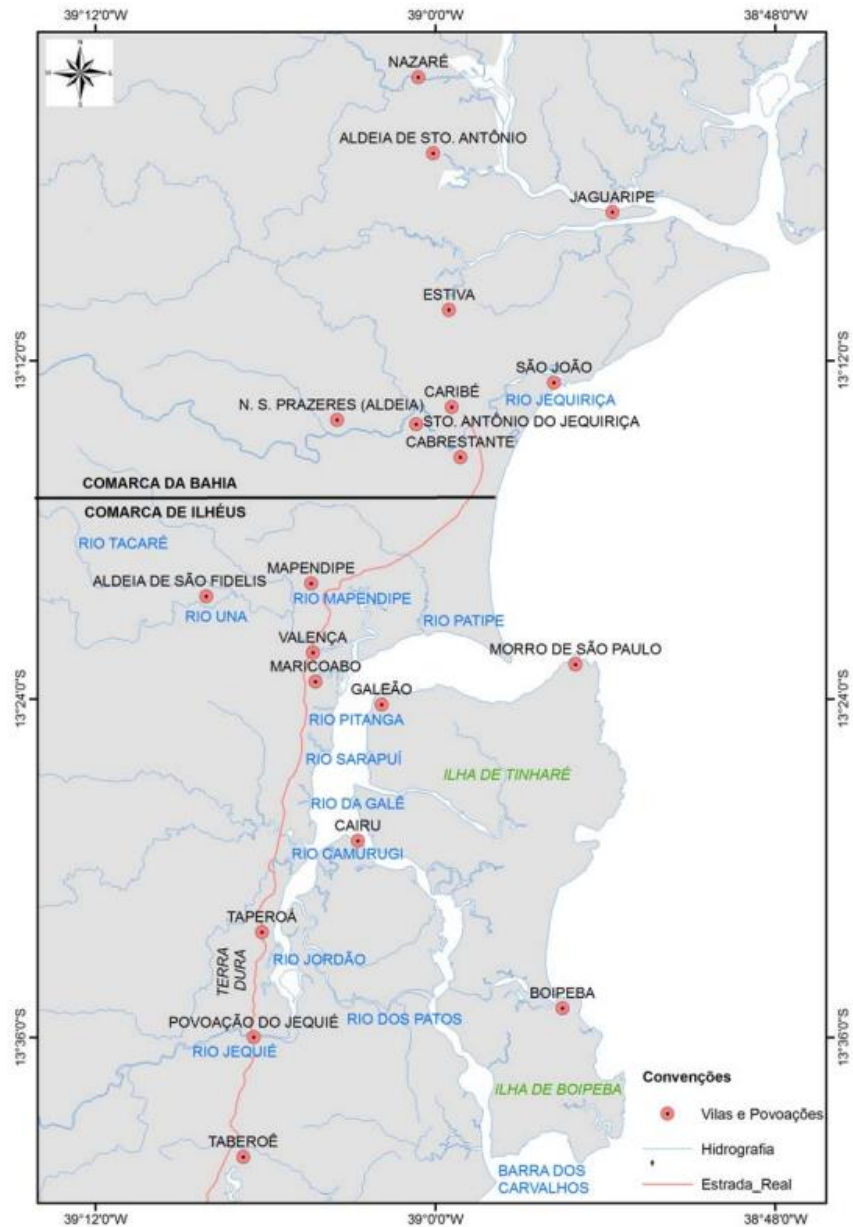 39°12'0"W
39°0'0"W
38°48'0"W
N
S
NAZARÉ
ALDEIA DE STO. ANTÔNIO
JAGUARIPE
ESTIVA
13°12'0"S
13°12'0"S
SÃO JOÃO
RIO JEQUIRIÇA
CARIBÉ
N. S. PRAZERES (ALDEIA)
STO. ANTÔNIO DO JEQUIRIÇA
CABRESTANTE
COMARCA DA BAHIA
COMARCA DE ILHÉUS
RIO TACARÉ
MAPENDIPE
ALDEIA DE SÃO FIDELIS
RIO MAPENDIPE
RIO UNA
RIO PATIPE
VALENÇA
MORRO DE SÃO PAULO
MARICOABO
GALEÃO
13°24'0"S
13°24'0"S
RIO PITANGA
RIO SARAPUÍ
ILHA DE TINHARÉ
RIO DA GALÊ
CAIRU
RIO CAMURUGI
TAPEROÁ
TERRA
DURA
RIO JORDÃO
BOIPEBA
POVOAÇÃO DO JEQUIÉ
RIO DOS PATOS
13°36'0"S
13°36'0"S
RIO JEQUIÉ
Convenções
ILHA DE BOIPEBA
Vilas e Povoações
Hidrografia
TABEROÊ
BARRA DOS
CARVALHOS
Estrada_Real
39°12'0"W
39°0'0"W
38°48'0"W